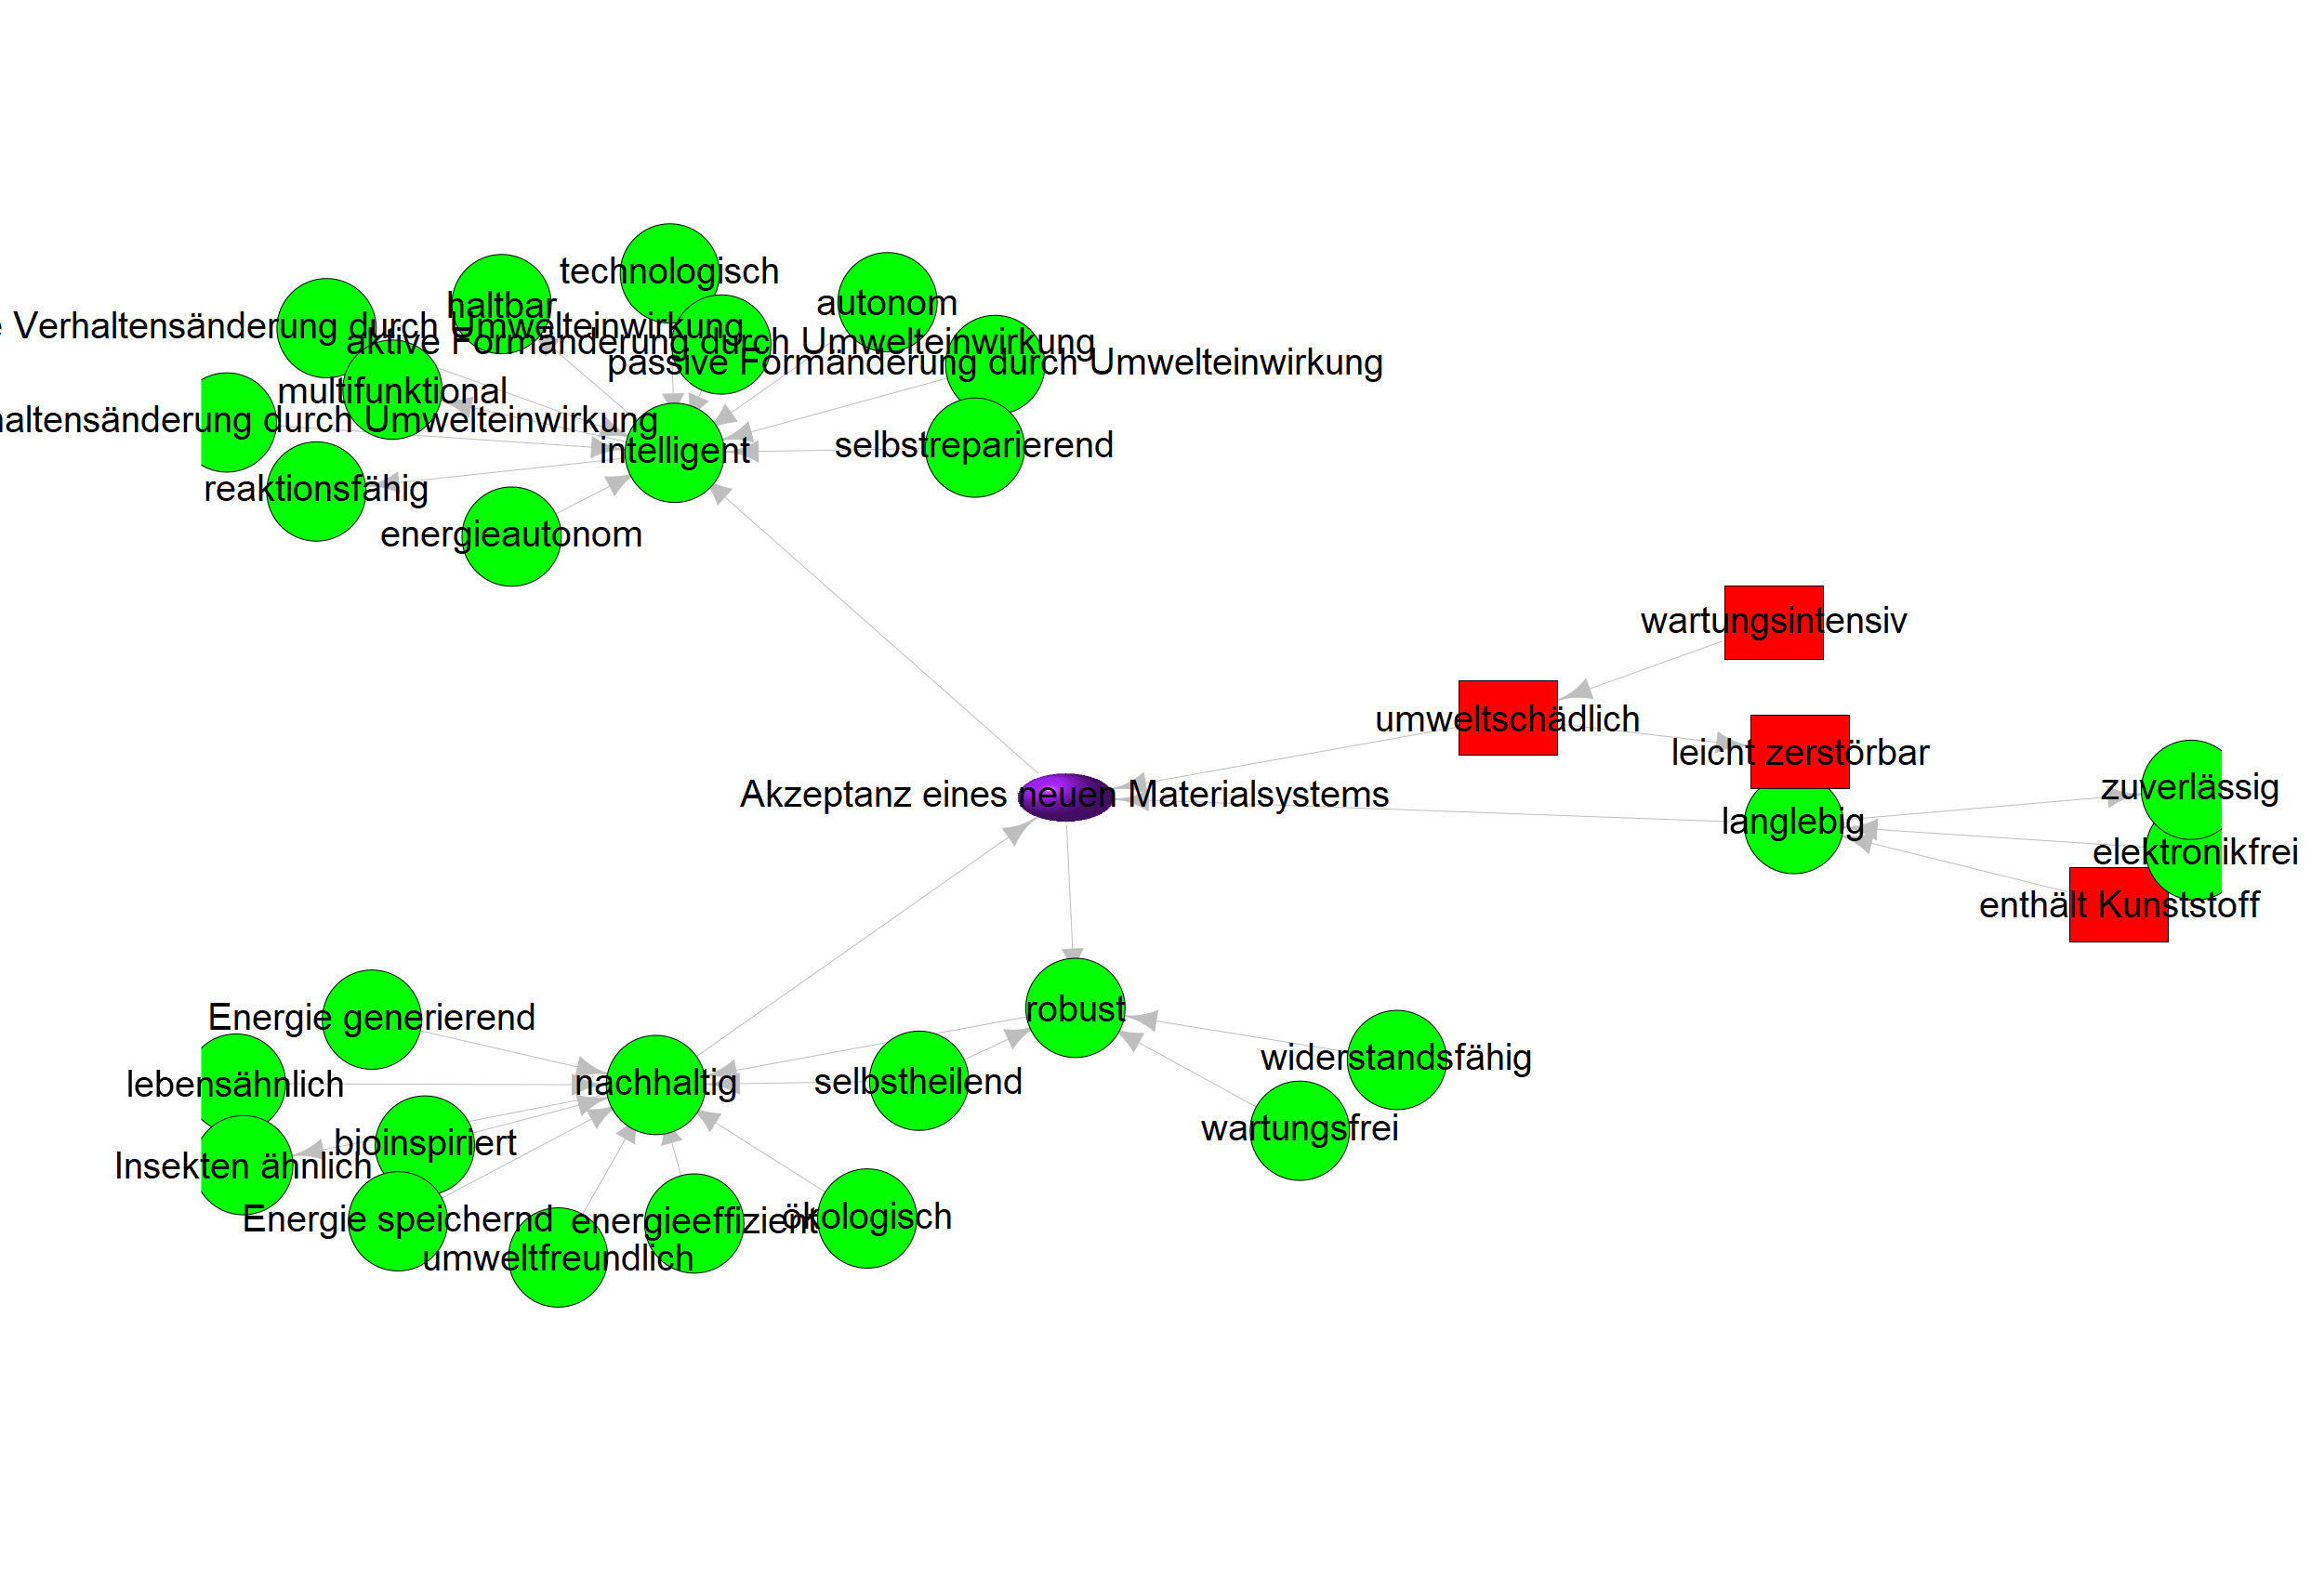 technologisch
haltbar
autonom
Verhaltensänderung durch Umwelteinwirkung
aktive Formänderung durch Umwelteinwirkung
passive Formänderung durch Umwelteinwirkung
multifunktional
durch Umwelteinwirkung
selbstreparierend
intelligent
reaktionsfähig
energieautonom
wartungsintensiv
umweltschädlich
leicht zerstörbar
zuverlässig
Akzeptanz eines neuen Materialsystems
langlebig
elektronikfrei
enthält Kunststoff
robust
Energie generierend
widerstandsfähig
lebensähnlich
nachhaltig
selbstheilend
wartungsfrei
bioinspiriert
Insekten ähnlich
Energie speichernd
energieeffizient
ökologisch
umweltfreundlich